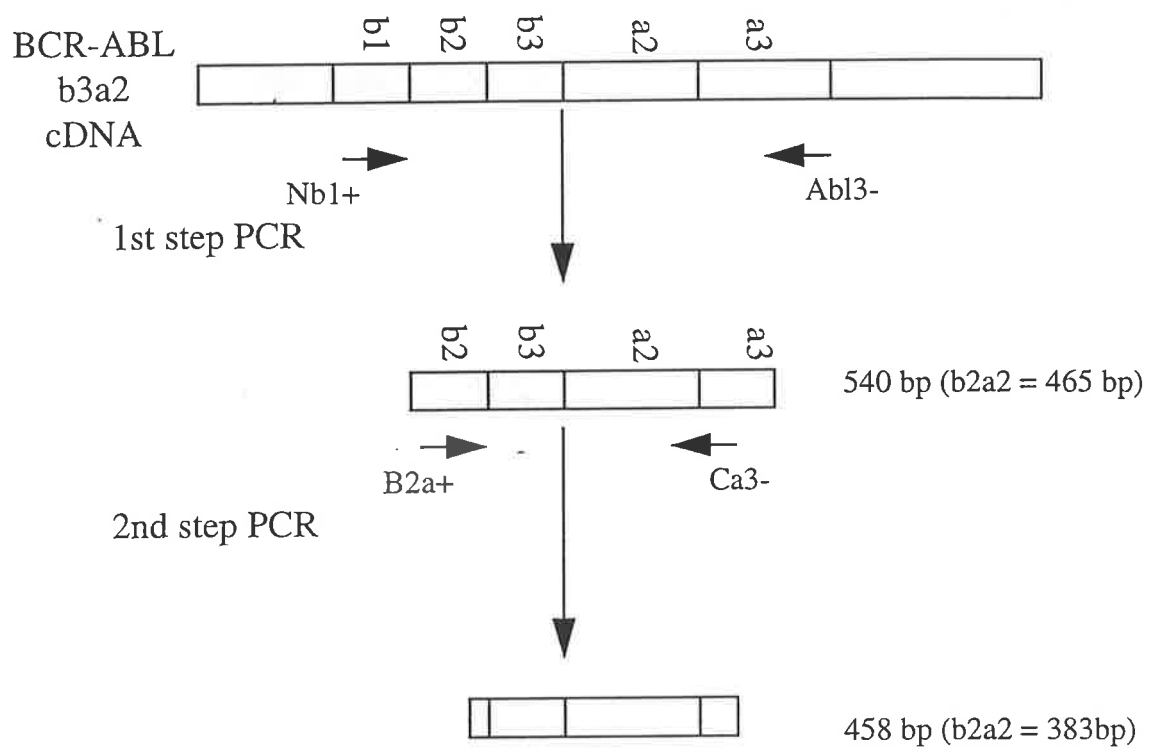 b1 b2 b3 a2 a3
BCR-ABL
b3a2
cDNA
Nb1+ Abl3-
1st step PCR
b2 b3 a2 a3
540 bp (b2a2 = 465 bp)
B2a+ Ca3-
2nd step PCR
458 bp (b2a2 = 383bp)